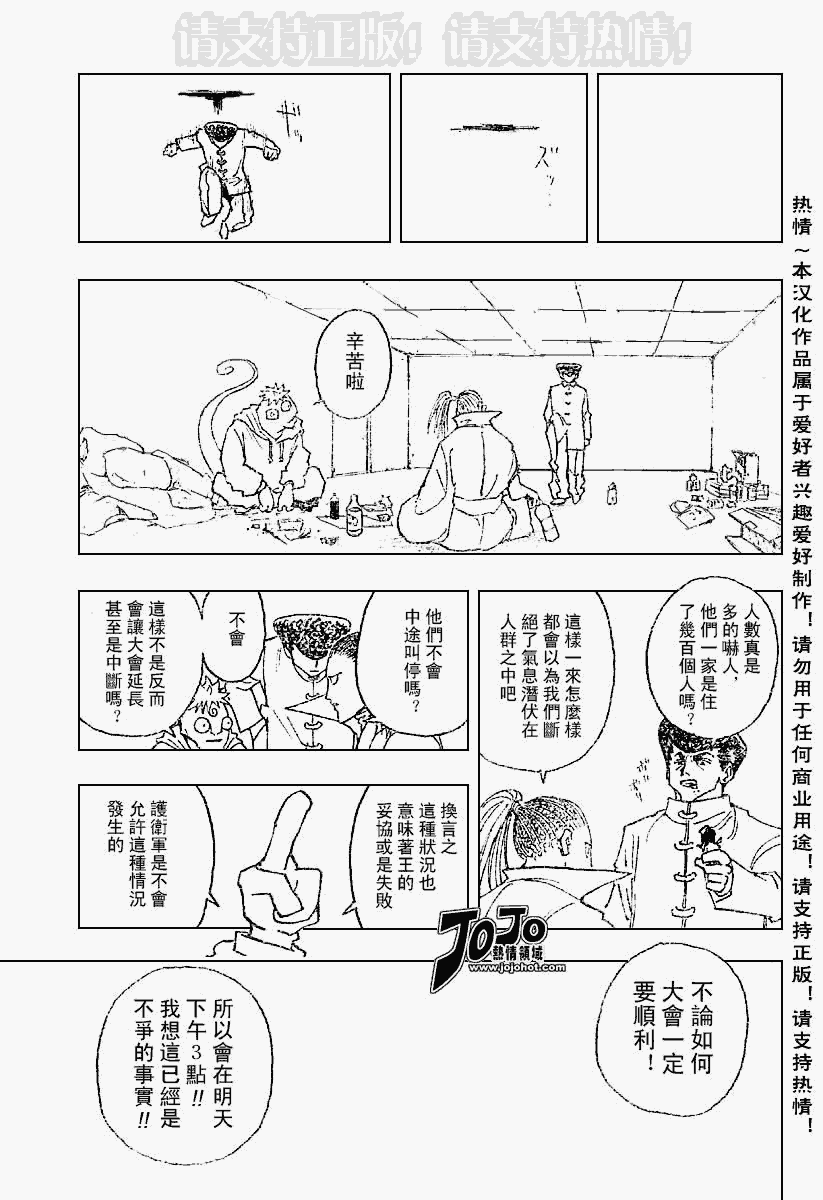 请支持正版! 请支持热情!
ズッ…
ザッ
辛苦啦
人數真是
多的嚇人，
他們一家是住
了幾百個人嗎？
這樣一來怎麼樣
都會以為我們斷
絕了氣息潛伏在
人群之中吧
他們不會
中途叫停嗎？
不會
這樣不是反而
會讓大會延長
甚至是中斷嗎？
換言之
這種狀況也
意味著王的
妥協或是失敗
護衛軍是不會
允許這種情況
發生的
不論如何
大會一定
要順利！
所以會在明天
下午3點!!
我想這已經是
不爭的事實!!
JOJO
熱情領域
www.jojohot.com
热情~本汉化作品属于爱好者兴趣爱好制作！请勿用于任何商业用途！请支持正版！请支持热情！